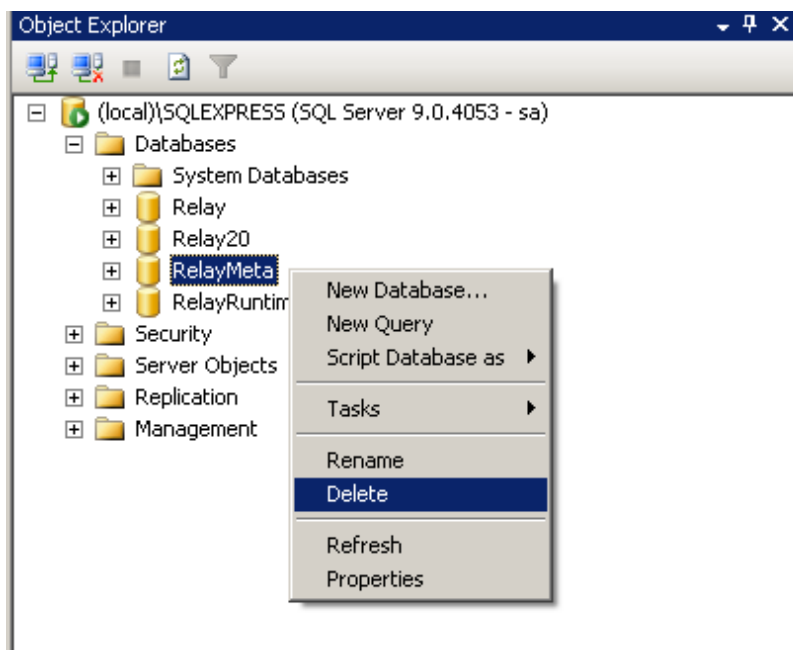 Object Explorer
(local)\SQLEXPRESS (SQL Server 9.0.4053 - sa)
Databases
System Databases
Relay
Relay20
RelayMeta
RelayRuntim
Security
Server Objects
Replication
Management
New Database...
New Query
Script Database as
Tasks
Rename
Delete
Refresh
Properties